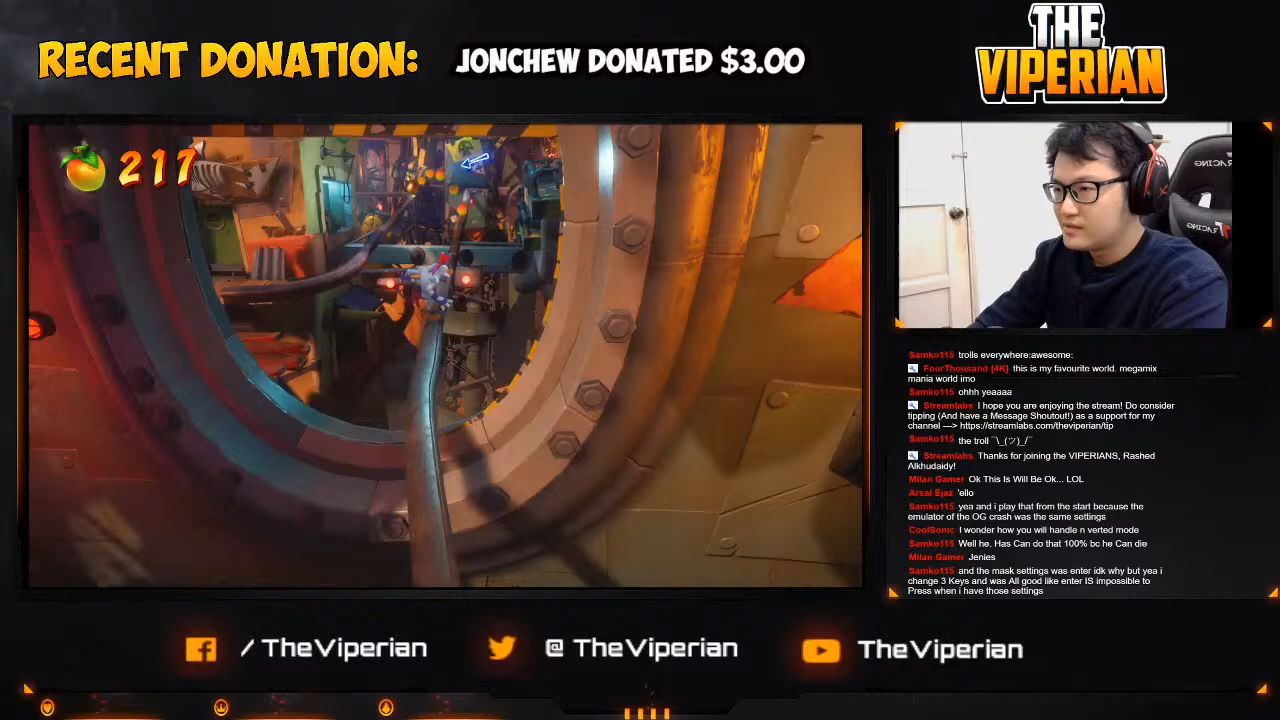 RECENT DONATION:
JONCHEW DONATED $3.00
THE
VIPERIAN
217
RACING
RACING
Samko115 trolls everywhere:awesome:
FourThousand [4K] this is my favourite world. megamix
mania world imo
Samko115 ohhh yeaaaa
Streamlabs I hope you are enjoying the stream! Do consider
tipping (And have a Message Shoutout!) as a support for my
channel —> https://streamlabs.com/theviperian/tip
Samko115 the troll ¯\_(ツ)_/¯
Streamlabs Thanks for joining the VIPERIANS, Rashed
Alkhudaidy!
Milan Gamer Ok This Is Will Be Ok... LOL
Arsal Ejaz 'ello
Samko115 yea and i play that from the start because the
emulator of the OG crash was the same settings
CoolSonic I wonder how you will handle n verted mode
Samko115 Well he. Has Can do that 100% bc he Can die
Milan Gamer Jenies
Samko115 and the mask settings was enter idk why but yea i
change 3 Keys and was All good like enter IS impossible to
Press when i have those settings
/ TheViperian
@ TheViperian
TheViperian